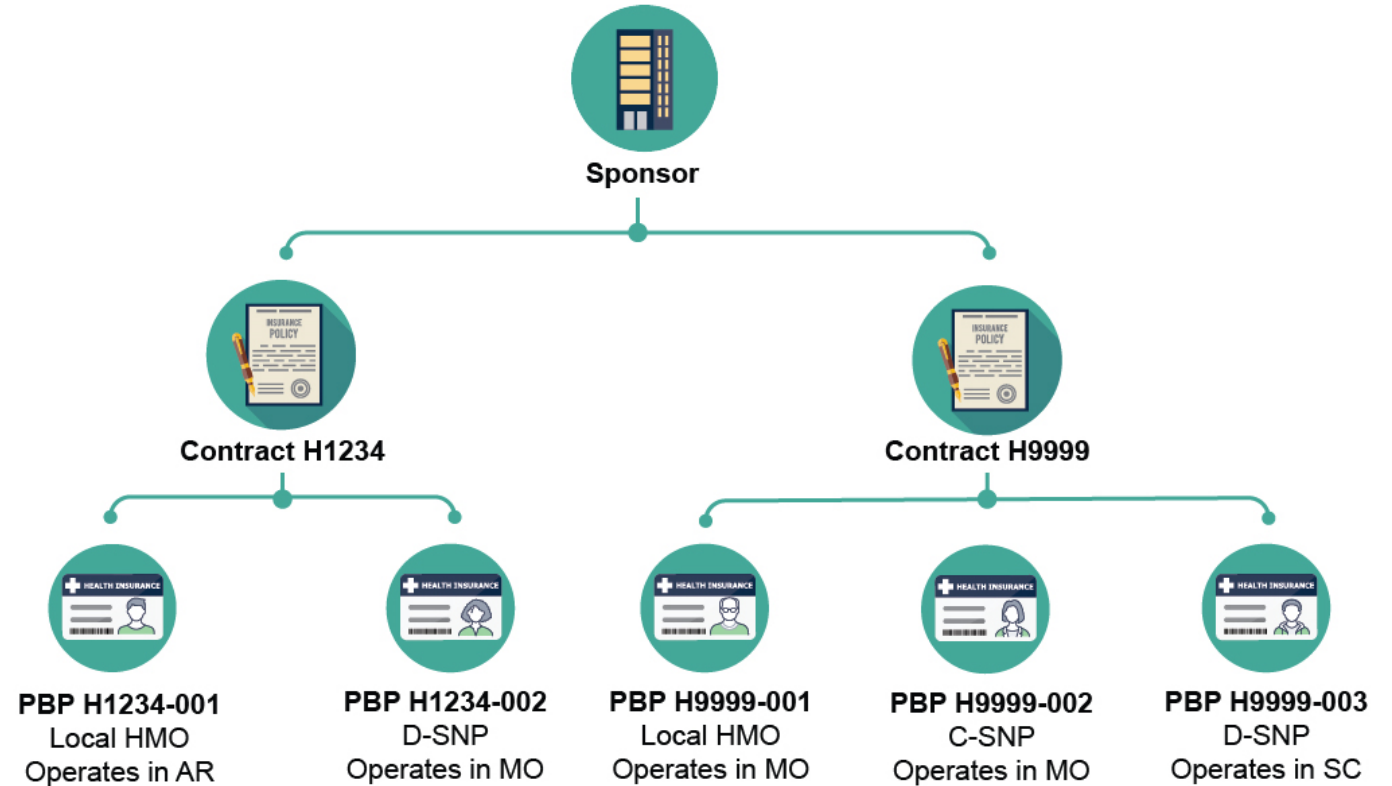 Sponsor
INSURANCE
POLICY
INSURANCE
POLICY
Contract H1234
Contract H9999
HEALTH INSURANCE
HEALTH INSURANCE
HEALTH INSURANCE
HEALTH INSURANCE
HEALTH INSURANCE
PBP H1234-001
Local HMO
Operates in AR
PBP H1234-002
D-SNP
Operates in MO
PBP H9999-001
Local HMO
Operates in MO
PBP H9999-002
C-SNP
Operates in MO
PBP H9999-003
D-SNP
Operates in SC